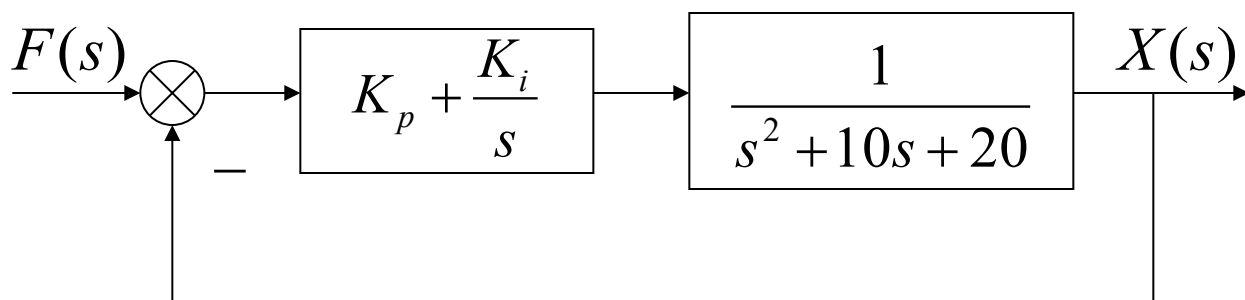 F(s)
K_p + K_i/s
1/(s^2 +10s+20)
X(s)
−